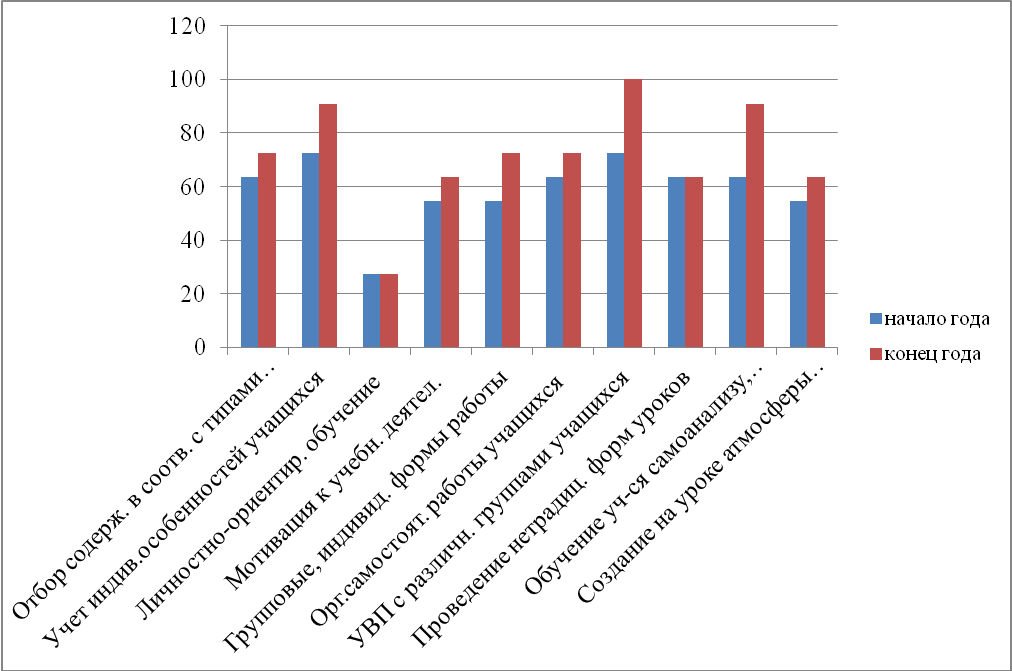 120
100
80
60
40
20
0
Отбор содерж. в соотв. с типами..
Учет индив.особенностей учащихся
Личностно-ориентир. обучение
Мотивация к учебн. деятел.
Групповые, индивид. формы работы
Орг.самостоят. работы учащихся
УВП с различн. группами учащихся
Проведение нетрадиц. форм уроков
Обучение уч-ся самоанализу,..
Создание на уроке атмосферы..
начало года
конец года